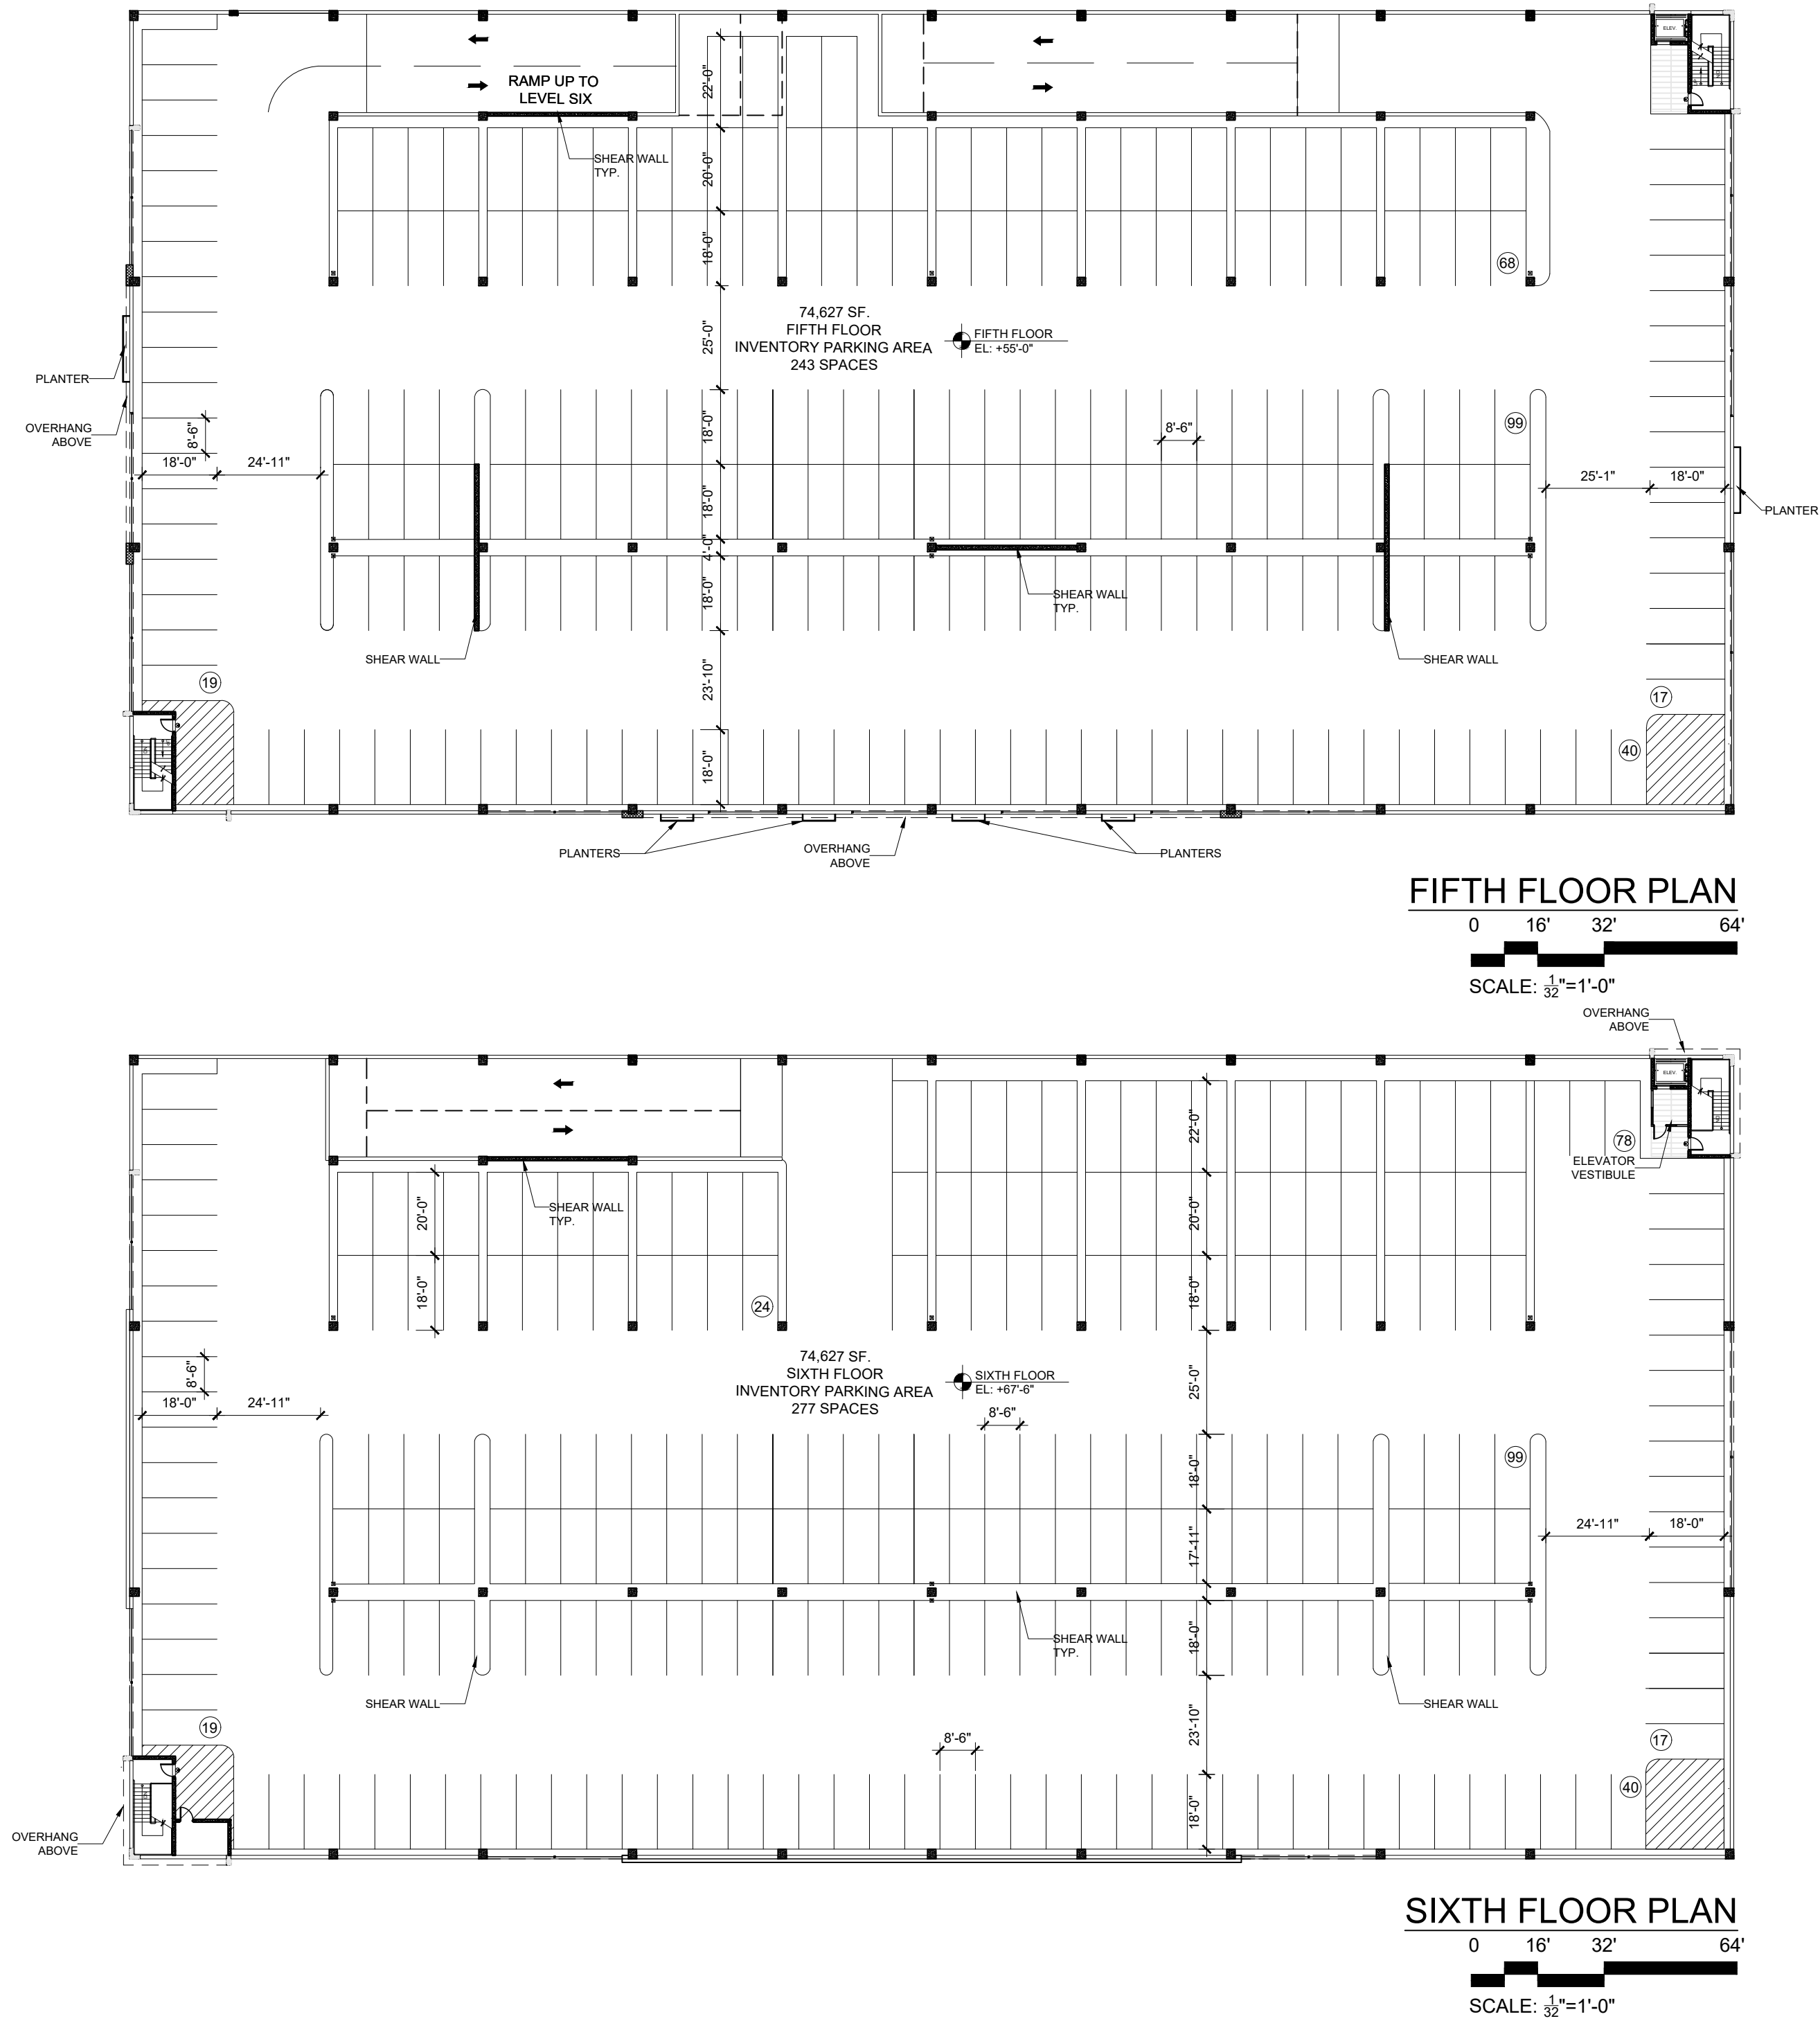 ELEV.
RAMP UP TO
LEVEL SIX
22'-0"
SHEAR WALL
TYP.
20'-0"
18'-0"
68
74,627 SF.
FIFTH FLOOR
INVENTORY PARKING AREA
243 SPACES
FIFTH FLOOR
EL: +55'-0"
25'-0"
PLANTER
OVERHANG
ABOVE
8'-6"
18'-0"
24'-11"
18'-0"
8'-6"
99
25'-1"
18'-0"
PLANTER
18'-0"
4'-0"
18'-0"
SHEAR WALL
TYP.
SHEAR WALL
SHEAR WALL
23'-10"
19
17
40
18'-0"
PLANTERS
OVERHANG
ABOVE
PLANTERS
FIFTH FLOOR PLAN
0 16' 32' 64'
SCALE: 1/32"=1'-0"
OVERHANG
ABOVE
ELEV.
22'-0"
78
ELEVATOR
VESTIBULE
SHEAR WALL
TYP.
20'-0"
20'-0"
18'-0"
18'-0"
24
74,627 SF.
SIXTH FLOOR
INVENTORY PARKING AREA
277 SPACES
SIXTH FLOOR
EL: +67'-6"
25'-0"
8'-6"
18'-0"
24'-11"
8'-6"
99
18'-0"
24'-11"
18'-0"
17'-11"
18'-0"
SHEAR WALL
TYP.
SHEAR WALL
SHEAR WALL
23'-10"
19
8'-6"
17
40
18'-0"
OVERHANG
ABOVE
SIXTH FLOOR PLAN
0 16' 32' 64'
SCALE: 1/32"=1'-0"